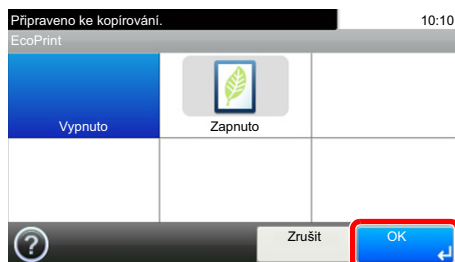 Připraveno ke kopírování. 10:10
EcoPrint
Vypnuto Zapnuto
? Zrušit OK